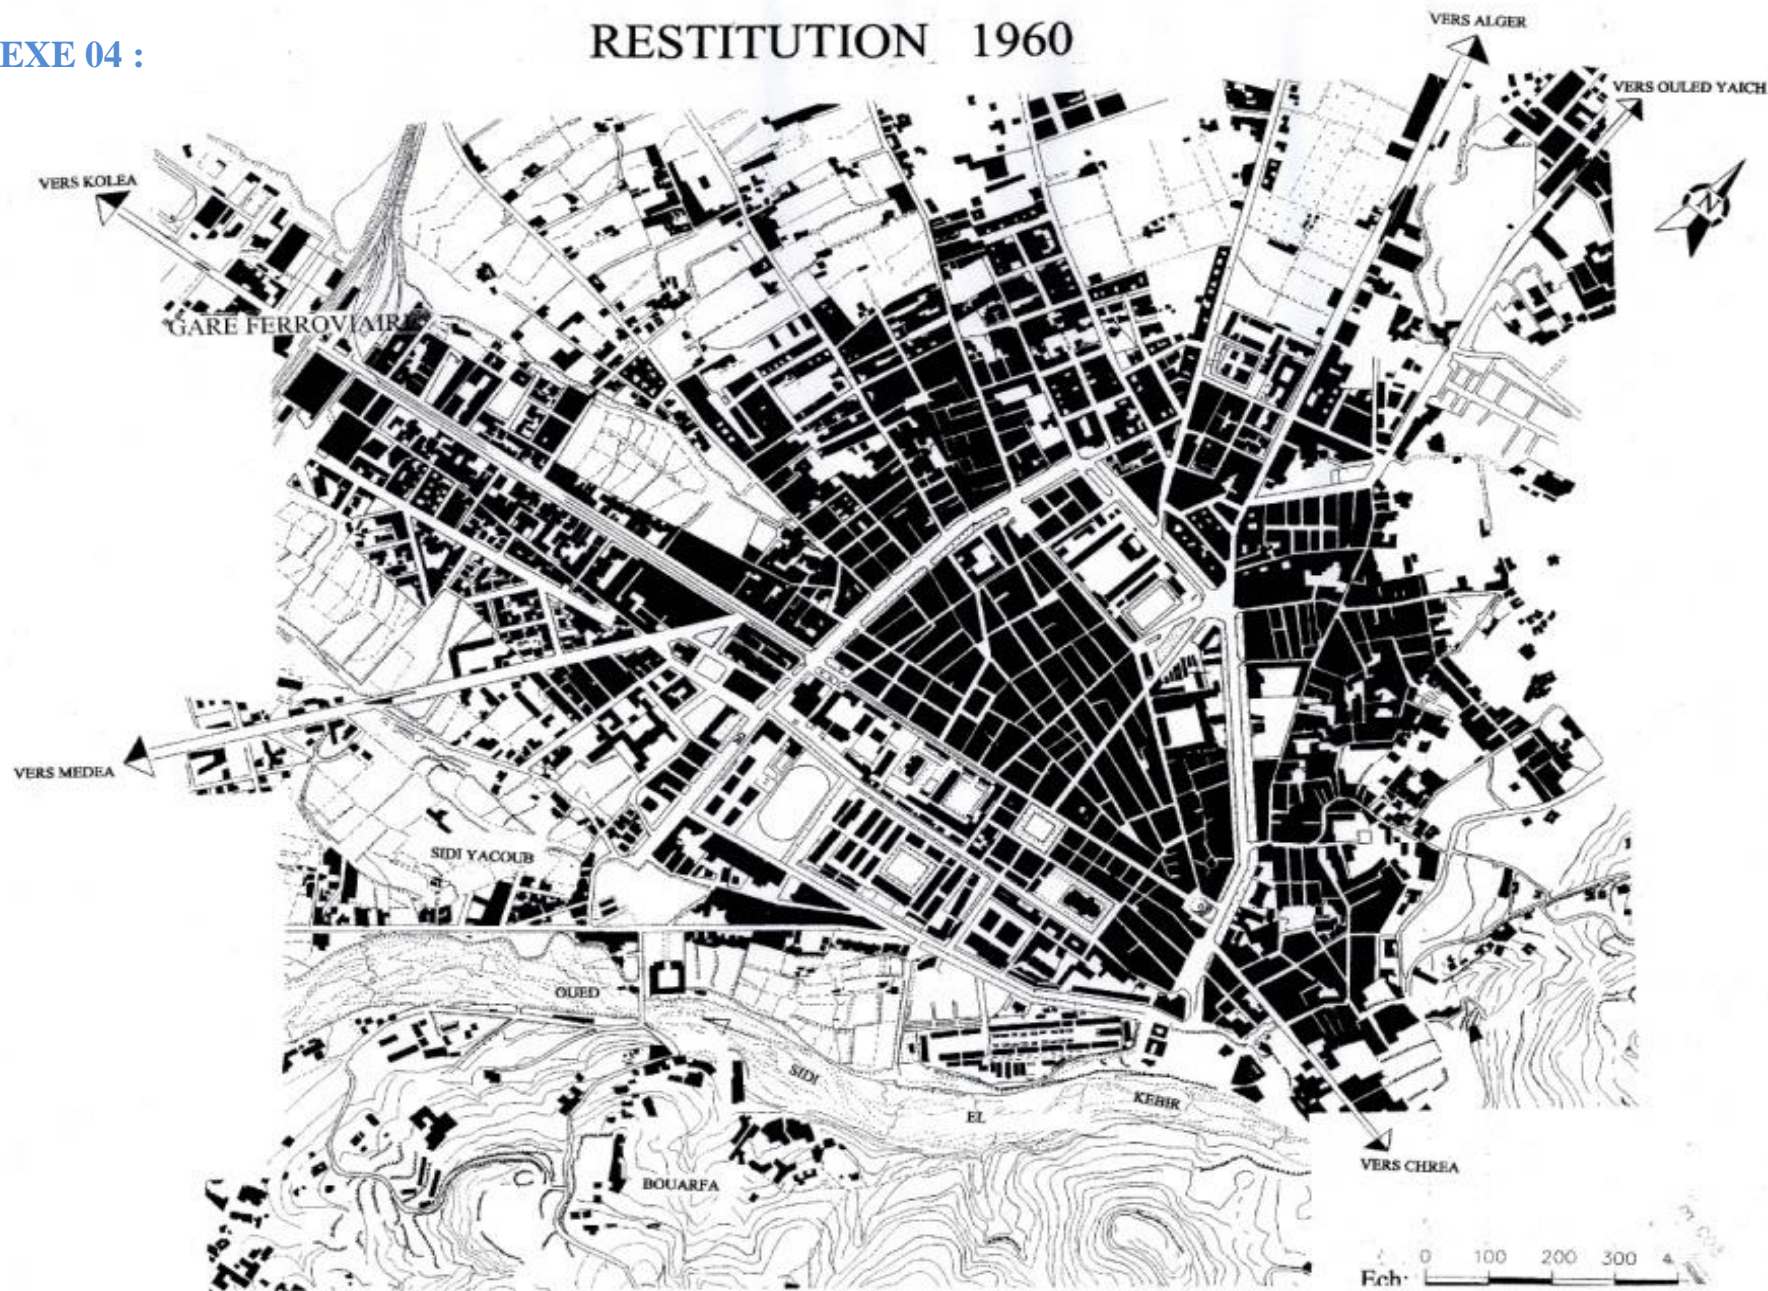 EXE 04 :
RESTITUTION 1960
VERS ALGER
VERS OULED YAICH
VERS KOLEA
N
GARE FERROVIAIRE
VERS MEDEA
SIDI YACOUB
OUED
SIDI
EL
KEBIR
BOUARFA
VERS CHREA
Ech: 0 100 200 300 4